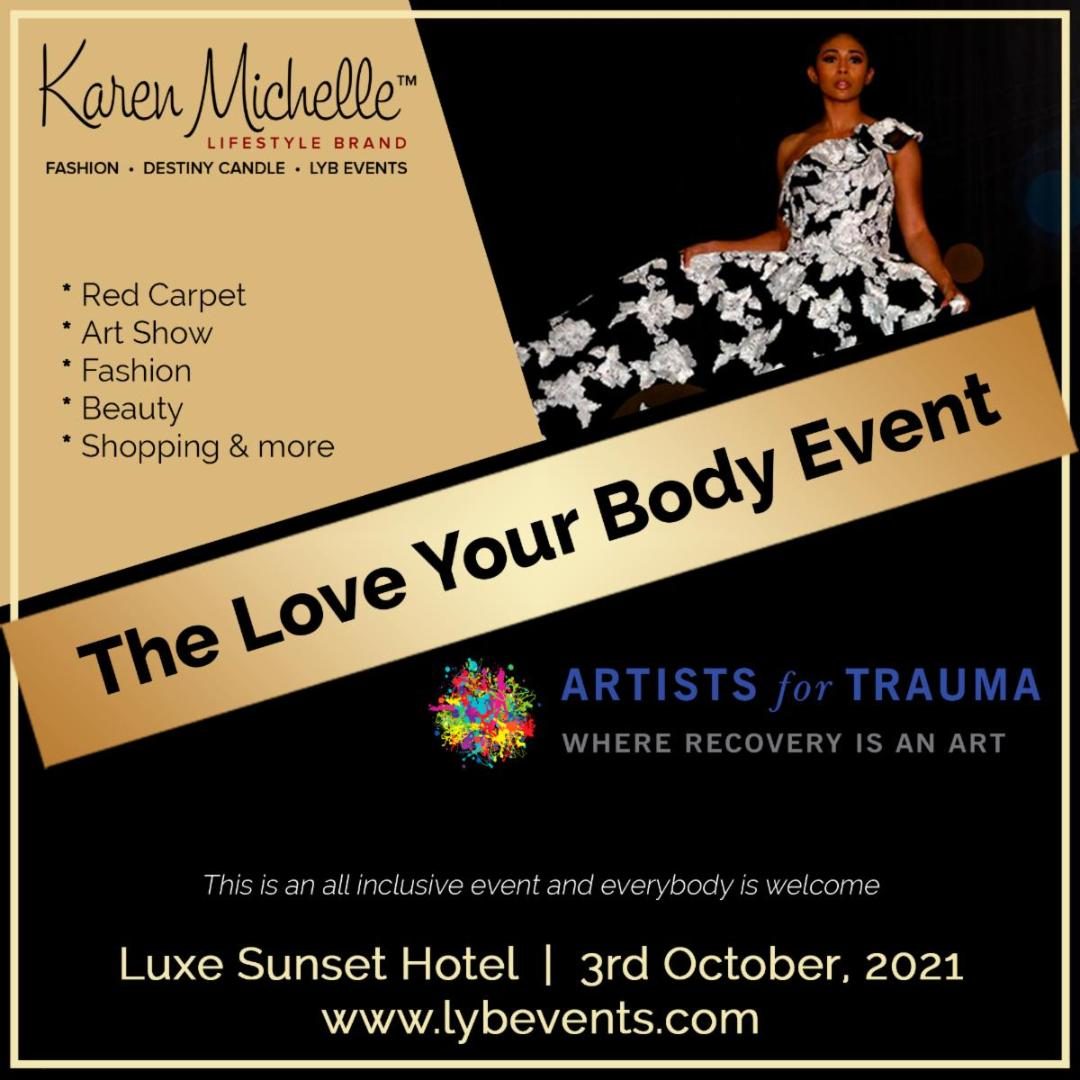 Karen Michelle™
LIFESTYLE BRAND
FASHION • DESTINY CANDLE • LYB EVENTS
* Red Carpet
* Art Show
* Fashion
* Beauty
* Shopping & more
The Love Your Body Event
ARTISTS for TRAUMA
WHERE RECOVERY IS AN ART
This is an all inclusive event and everybody is welcome
Luxe Sunset Hotel | 3rd October, 2021
www.lybevents.com